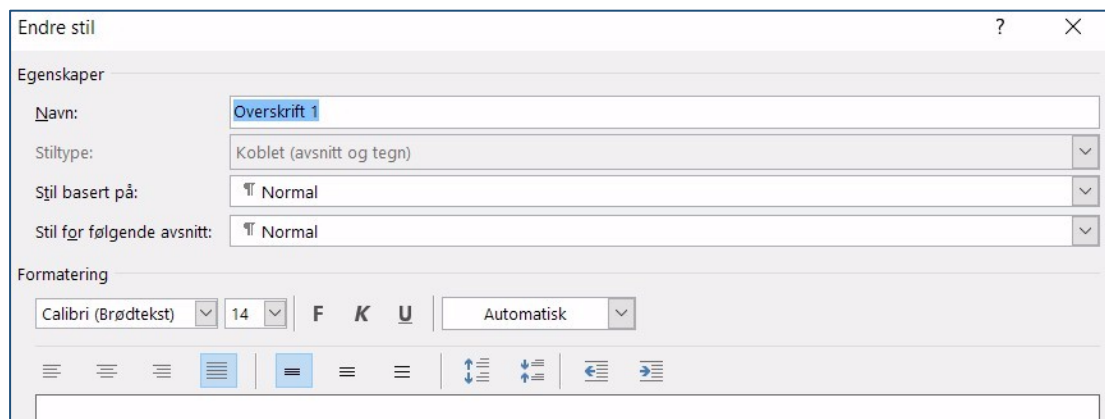 Endre stil ?
Egenskaper
Navn: Overskrift 1
Stiltype: Koblet (avsnitt og tegn)
Stil basert på: ¶ Normal
Stil for følgende avsnitt: ¶ Normal
Formatering
Calibri (Brødtekst) 14 F K U Automatisk